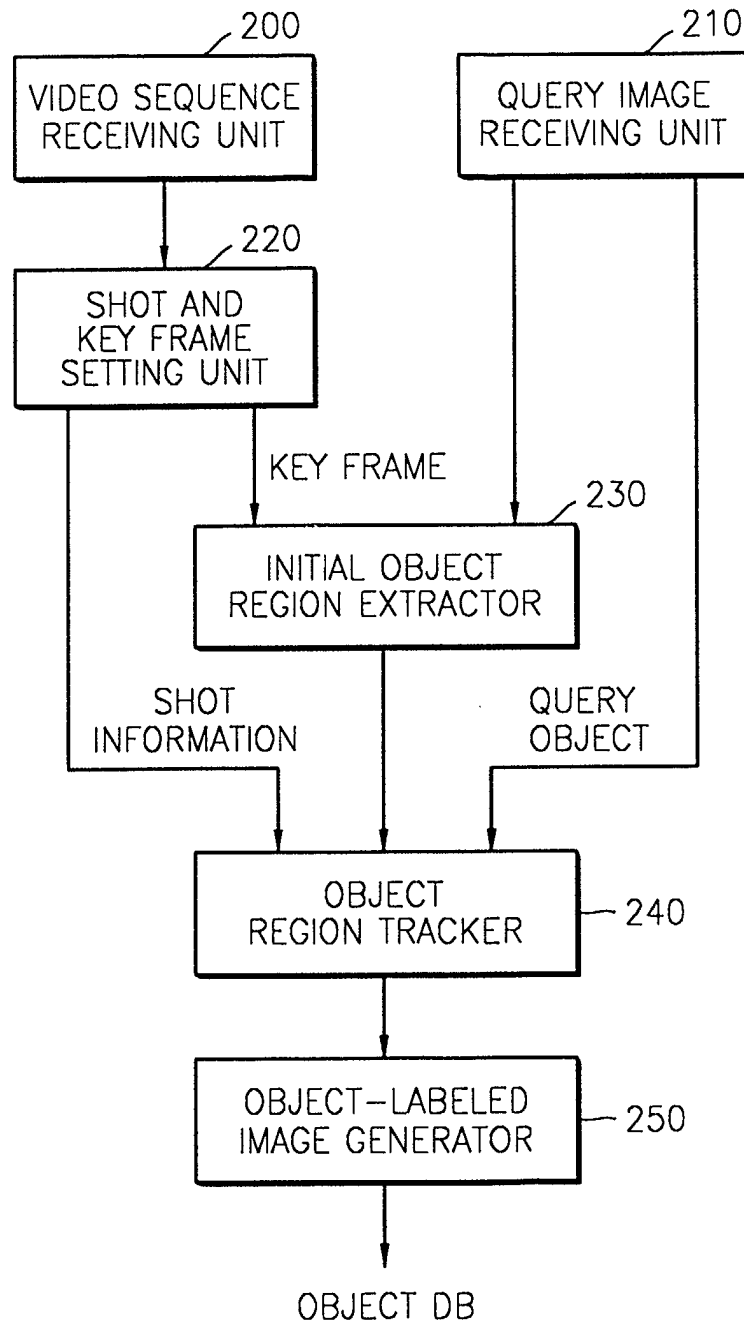 200
VIDEO SEQUENCE
RECEIVING UNIT
210
QUERY IMAGE
RECEIVING UNIT
220
SHOT AND
KEY FRAME
SETTING UNIT
KEY FRAME
230
INITIAL OBJECT
REGION EXTRACTOR
SHOT
INFORMATION
QUERY
OBJECT
OBJECT
REGION TRACKER
240
OBJECT-LABELED
IMAGE GENERATOR
250
OBJECT DB